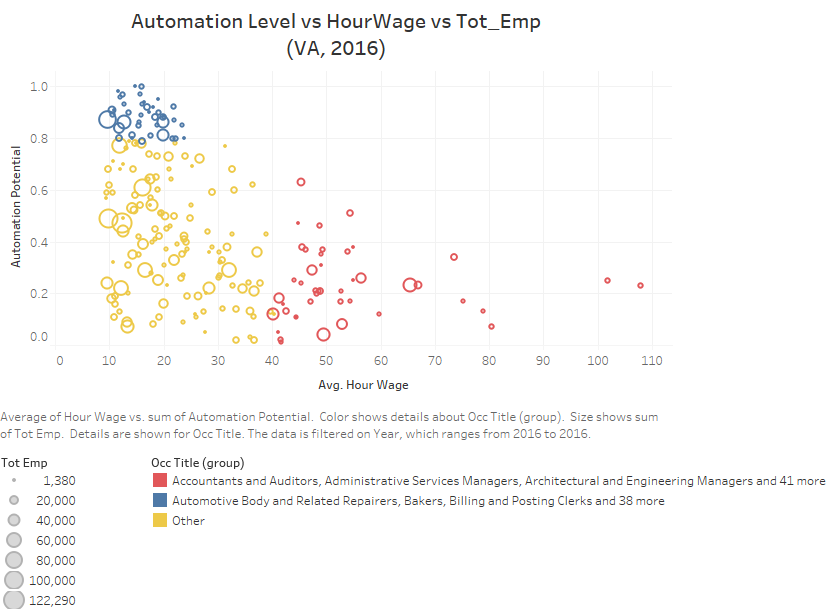 Automation Level vs HourWage vs Tot_Emp
(VA, 2016)
Automation Potential
1.0
0.8
0.6
0.4
0.2
0.0
0 10 20 30 40 50 60 70 80 90 100 110
Avg. Hour Wage
Average of Hour Wage vs. sum of Automation Potential. Color shows details about Occ Title (group). Size shows sum
of Tot Emp. Details are shown for Occ Title. The data is filtered on Year, which ranges from 2016 to 2016.
Tot Emp
1,380
20,000
40,000
60,000
80,000
100,000
122,290
Occ Title (group)
Accountants and Auditors, Administrative Services Managers, Architectural and Engineering Managers and 41 more
Automotive Body and Related Repairers, Bakers, Billing and Posting Clerks and 38 more
Other